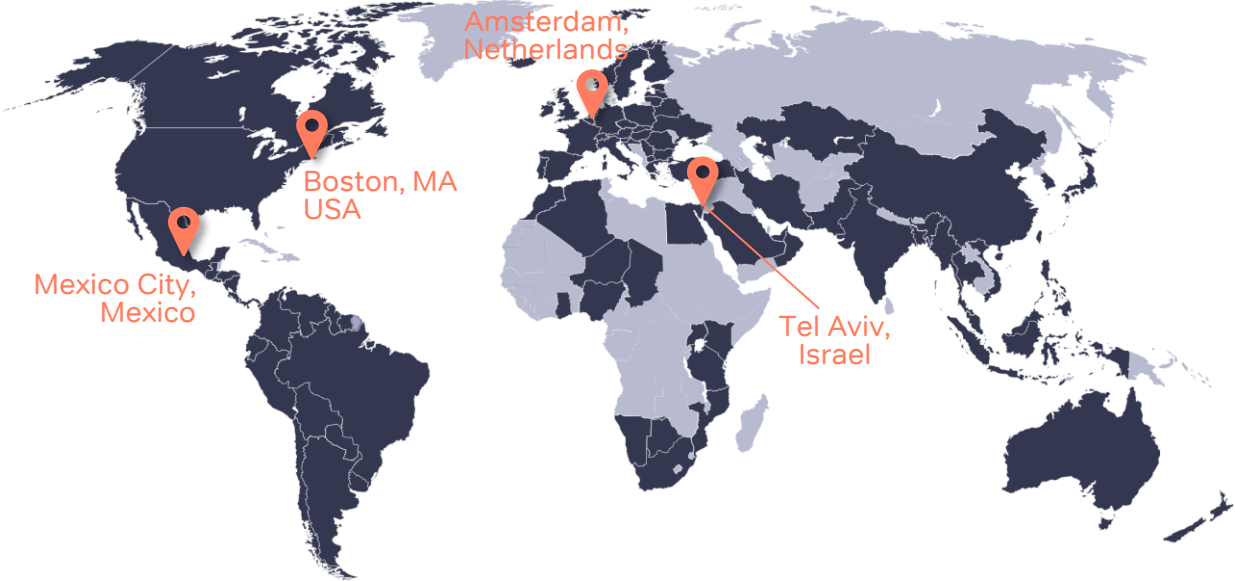 Amsterdam,
Netherlands
Boston, MA
USA
Mexico City,
Mexico
Tel Aviv,
Israel